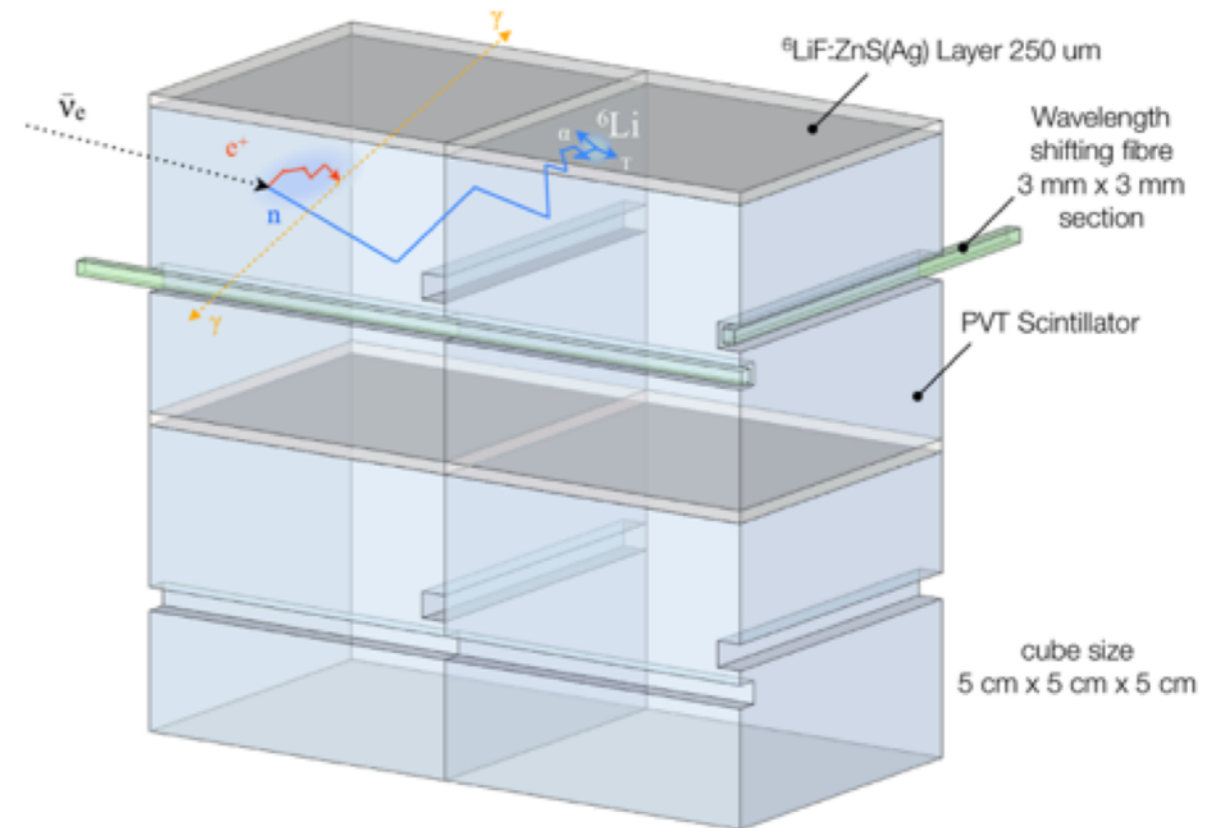 γ
⁶LiF:ZnS(Ag) Layer 250 um
ν̄e
Wavelength
shifting fibre
3 mm x 3 mm
section
e⁺
α
⁶Li
T
n
γ
PVT Scintillator
cube size
5 cm x 5 cm x 5 cm